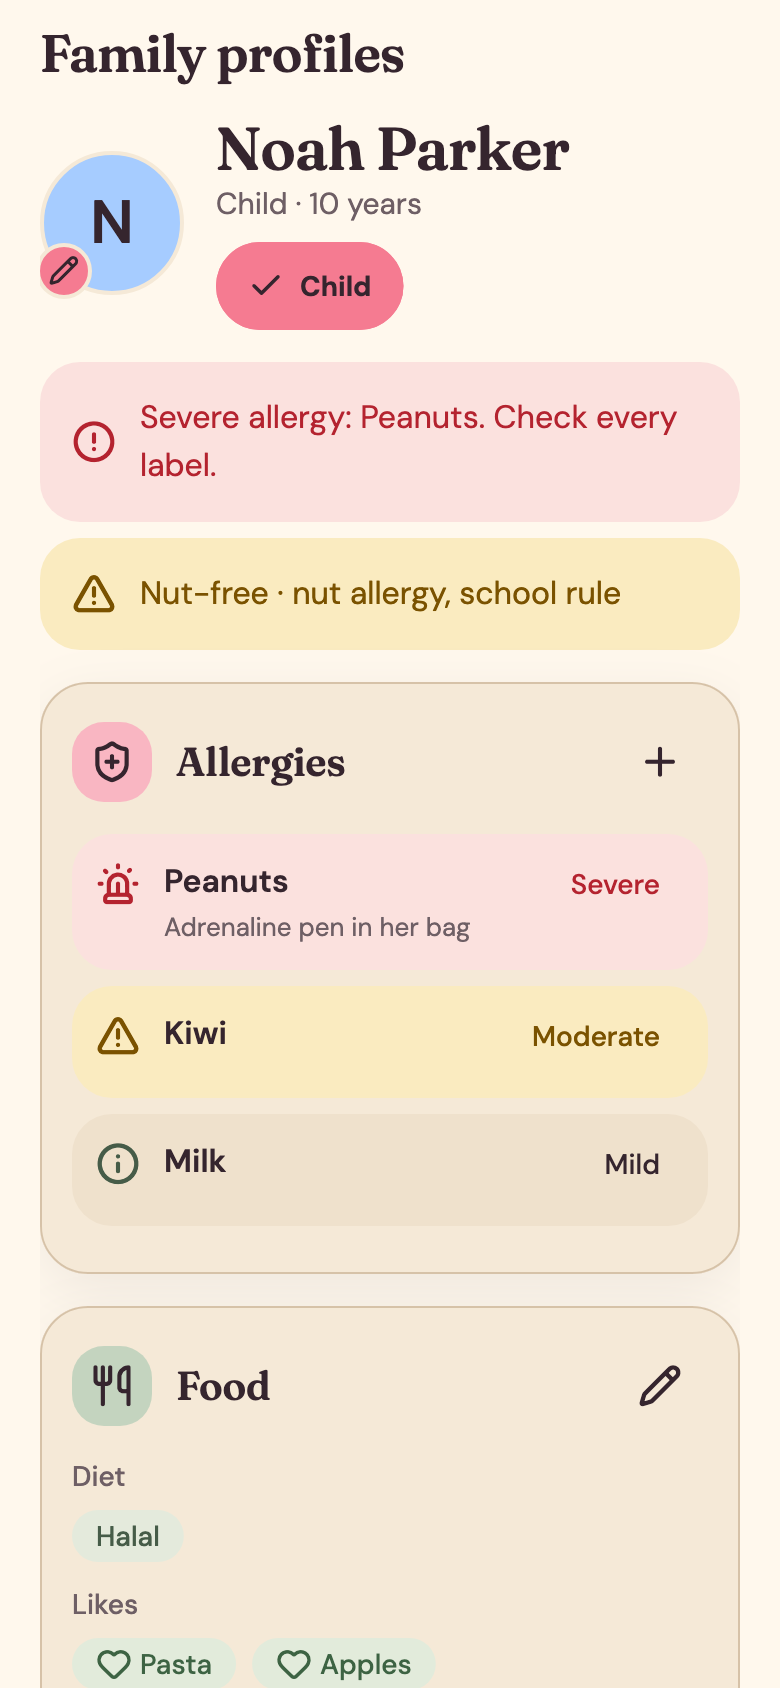 Family profiles
N
Noah Parker
Child · 10 years
Child
Severe allergy: Peanuts. Check every
label.
Nut-free · nut allergy, school rule
Allergies
Peanuts
Severe
Adrenaline pen in her bag
Kiwi
Moderate
Milk
Mild
Food
Diet
Halal
Likes
Pasta
Apples